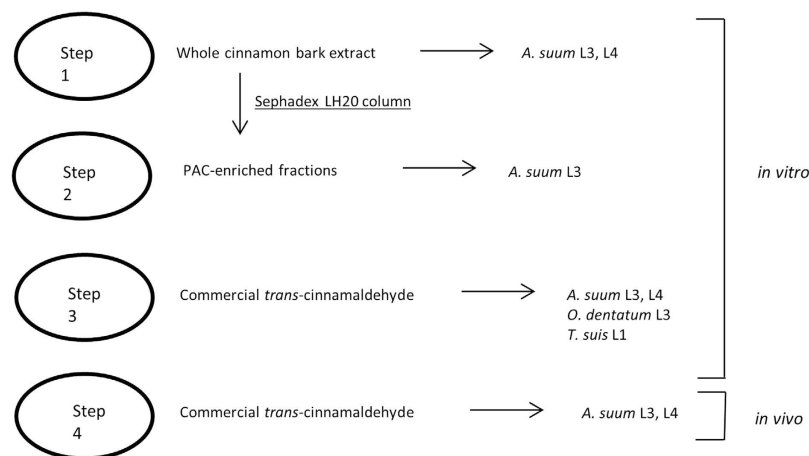 Step
1
Whole cinnamon bark extract
A. suum L3, L4
Sephadex LH20 column
Step
2
PAC-enriched fractions
A. suum L3
in vitro
Step
3
Commercial trans-cinnamaldehyde
A. suum L3, L4
O. dentatum L3
T. suis L1
Step
4
Commercial trans-cinnamaldehyde
A. suum L3, L4
in vivo